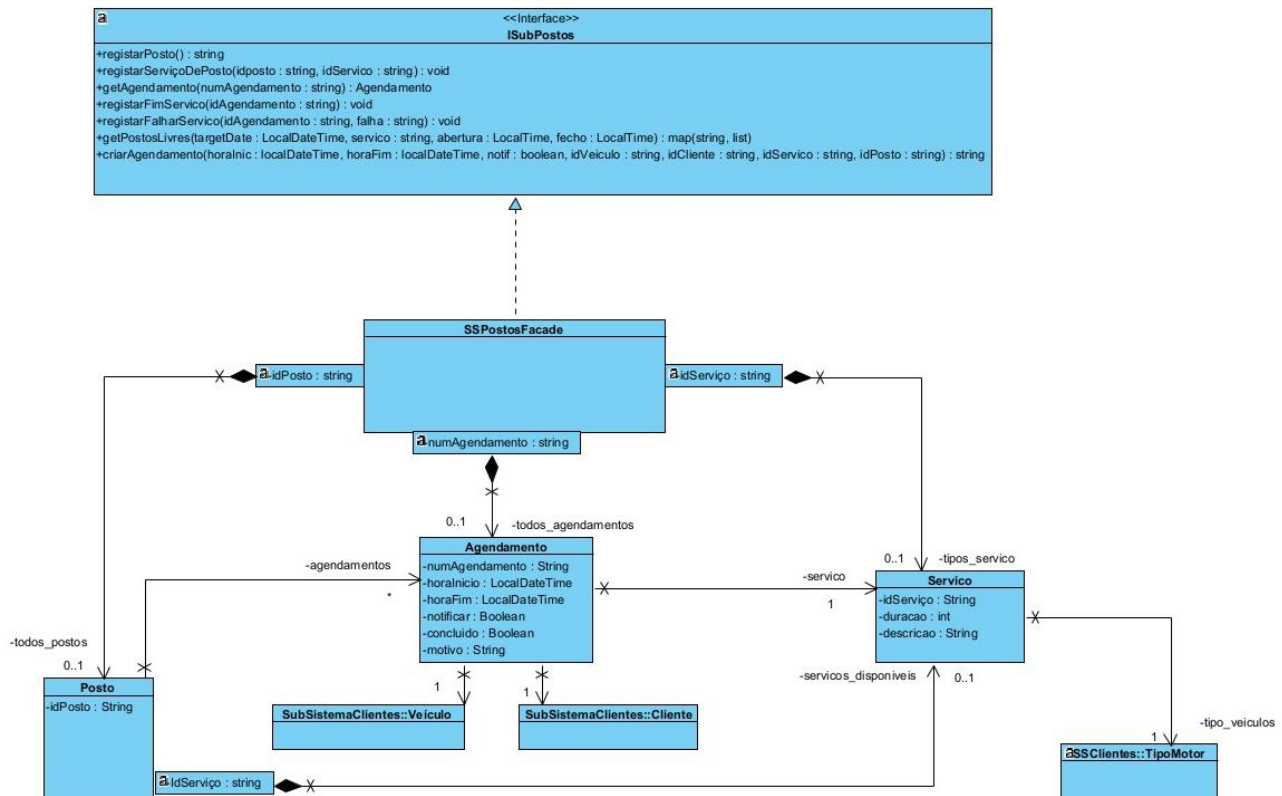 <<Interface>>
ISubPostos
+registarPosto() : string
+registarServiçoDePosto(idposto : string, idServico : string) : void
+getAgendamento(numAgendamento : string) : Agendamento
+registarFimServico(idAgendamento : string) : void
+registarFalharServico(idAgendamento : string, falha : string) : void
+getPostosLivres(targetDate : LocalDateTime, servico : string, abertura : LocalTime, fecho : LocalTime) : map(string, list)
+criarAgendamento(horaInic : localDateTime, horaFim : localDateTime, notif : boolean, idVeiculo : string, idCliente : string, idServico : string, idPosto : string) : string
SSPostosFacade
-idPosto : string
-idServiço : string
-numAgendamento : string
0..1
-todos_agendamentos
Agendamento
-numAgendamento : String
-horaInicio : LocalDateTime
-horaFim : LocalDateTime
-notificar : Boolean
-concluido : Boolean
-motivo : String
-agendamentos
*
-servico
1
0..1
-tipos_servico
Servico
-idServiço : String
-duracao : int
-descricao : String
-todos_postos
0..1
Posto
-idPosto : String
1
SubSistemaClientes::Veículo
1
SubSistemaClientes::Cliente
-servicos_disponiveis
0..1
-tipo_veiculos
1
SSClientes::TipoMotor
-IdServiço : string